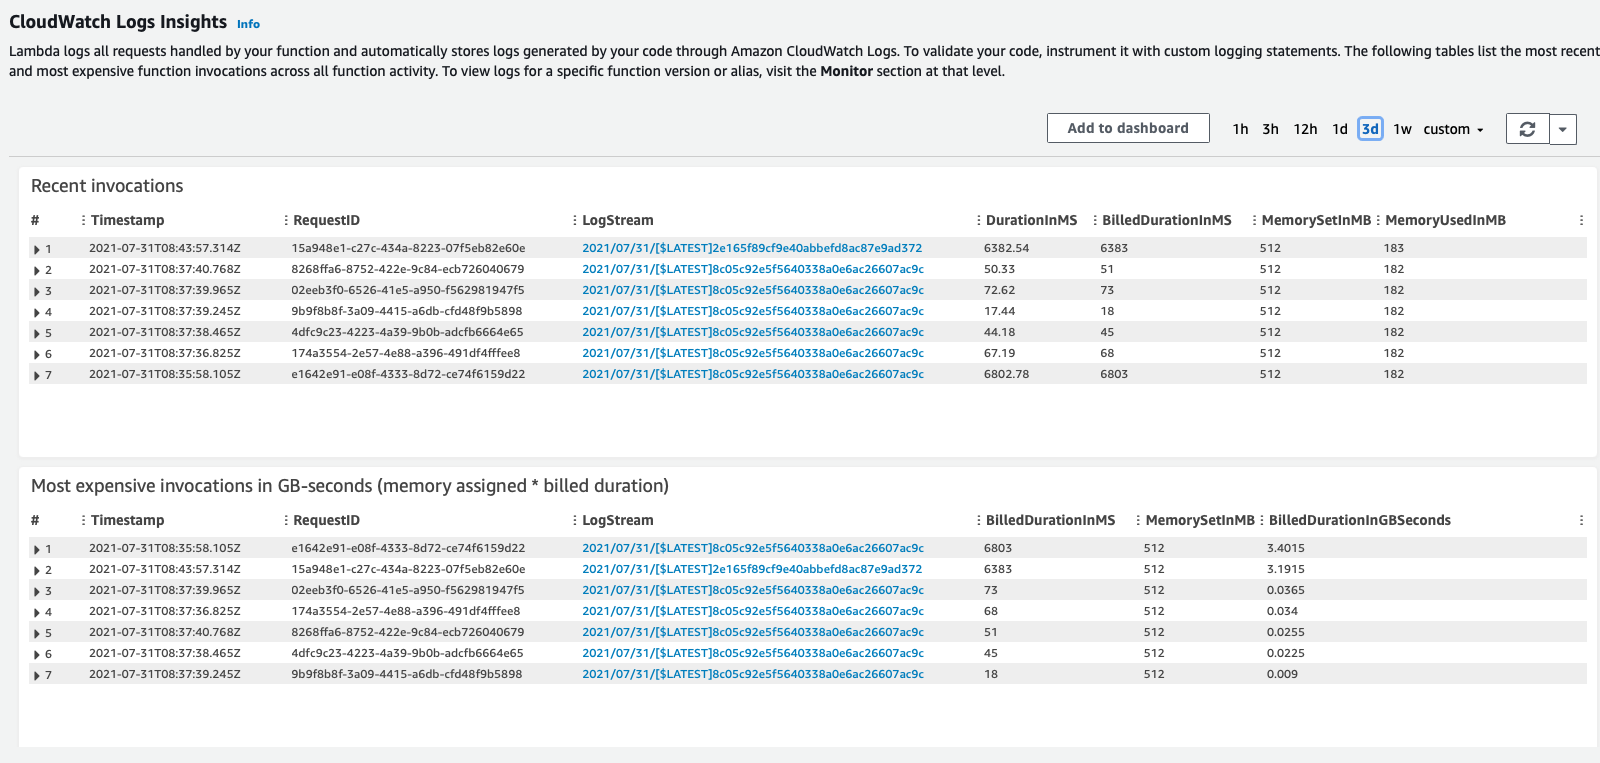 CloudWatch Logs Insights Info
Lambda logs all requests handled by your function and automatically stores logs generated by your code through Amazon CloudWatch Logs. To validate your code, instrument it with custom logging statements. The following tables list the most recent
and most expensive function invocations across all function activity. To view logs for a specific function version or alias, visit the Monitor section at that level.
Add to dashboard 1h 3h 12h 1d 3d 1w custom
Recent invocations
# Timestamp RequestID LogStream DurationInMS BilledDurationInMS MemorySetInMB MemoryUsedInMB
1 2021-07-31T08:43:57.314Z 15a948e1-c27c-434a-8223-07f5eb82e60e 2021/07/31/[$LATEST]2e165f89cf9e40abbefd8ac87e9ad372 6382.54 6383 512 183
2 2021-07-31T08:37:40.768Z 8268ffa6-8752-422e-9c84-ecb726040679 2021/07/31/[$LATEST]8c05c92e5f5640338a0e6ac26607ac9c 50.33 51 512 182
3 2021-07-31T08:37:39.965Z 02eeb3f0-6526-41e5-a950-f562981947f5 2021/07/31/[$LATEST]8c05c92e5f5640338a0e6ac26607ac9c 72.62 73 512 182
4 2021-07-31T08:37:39.245Z 9b9f8b8f-3a09-4415-a6db-cfd48f9b5898 2021/07/31/[$LATEST]8c05c92e5f5640338a0e6ac26607ac9c 17.44 18 512 182
5 2021-07-31T08:37:38.465Z 4dfc9c23-4223-4a39-9b0b-adcfb6664e65 2021/07/31/[$LATEST]8c05c92e5f5640338a0e6ac26607ac9c 44.18 45 512 182
6 2021-07-31T08:37:36.825Z 174a3554-2e57-4e88-a396-491df4fffee8 2021/07/31/[$LATEST]8c05c92e5f5640338a0e6ac26607ac9c 67.19 68 512 182
7 2021-07-31T08:35:58.105Z e1642e91-e08f-4333-8d72-ce74f6159d22 2021/07/31/[$LATEST]8c05c92e5f5640338a0e6ac26607ac9c 6802.78 6803 512 182
Most expensive invocations in GB-seconds (memory assigned * billed duration)
# Timestamp RequestID LogStream BilledDurationInMS MemorySetInMB BilledDurationInGBSeconds
1 2021-07-31T08:35:58.105Z e1642e91-e08f-4333-8d72-ce74f6159d22 2021/07/31/[$LATEST]8c05c92e5f5640338a0e6ac26607ac9c 6803 512 3.4015
2 2021-07-31T08:43:57.314Z 15a948e1-c27c-434a-8223-07f5eb82e60e 2021/07/31/[$LATEST]2e165f89cf9e40abbefd8ac87e9ad372 6383 512 3.1915
3 2021-07-31T08:37:39.965Z 02eeb3f0-6526-41e5-a950-f562981947f5 2021/07/31/[$LATEST]8c05c92e5f5640338a0e6ac26607ac9c 73 512 0.0365
4 2021-07-31T08:37:36.825Z 174a3554-2e57-4e88-a396-491df4fffee8 2021/07/31/[$LATEST]8c05c92e5f5640338a0e6ac26607ac9c 68 512 0.034
5 2021-07-31T08:37:40.768Z 8268ffa6-8752-422e-9c84-ecb726040679 2021/07/31/[$LATEST]8c05c92e5f5640338a0e6ac26607ac9c 51 512 0.0255
6 2021-07-31T08:37:38.465Z 4dfc9c23-4223-4a39-9b0b-adcfb6664e65 2021/07/31/[$LATEST]8c05c92e5f5640338a0e6ac26607ac9c 45 512 0.0225
7 2021-07-31T08:37:39.245Z 9b9f8b8f-3a09-4415-a6db-cfd48f9b5898 2021/07/31/[$LATEST]8c05c92e5f5640338a0e6ac26607ac9c 18 512 0.009